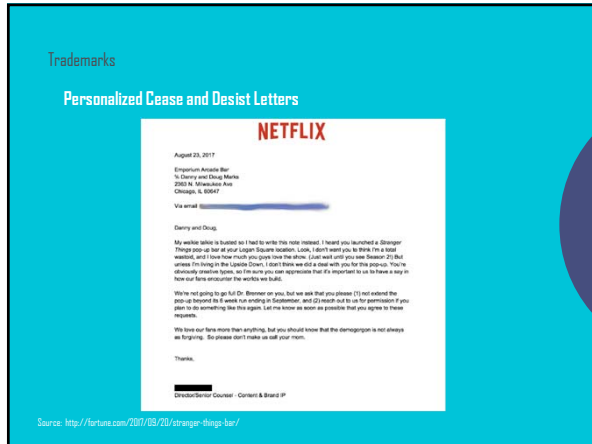 Trademarks
Personalized Cease and Desist Letters
NETFLIX
August 23, 2017
Emporium Arcade Bar
% Danny and Doug Marks
2363 N. Milwaukee Ave
Chicago, IL 60647
Via email
Danny and Doug,
My walkie talkie is busted so I had to write this note instead. I heard you launched a Stranger
Things pop-up bar at your Logan Square location. Look, I don't want you to think I'm a total
wastoid, and I love how much you guys love the show. (Just wait until you see Season 2!) But
unless I'm living in the Upside Down, I don't think we did a deal with you for this pop-up. You're
obviously creative types, so I'm sure you can appreciate that it's important to us to have a say in
how our fans encounter the worlds we build.
We're not going to go full Dr. Brenner on you, but we ask that you please (1) not extend the
pop-up beyond its 6 week run ending in September, and (2) reach out to us for permission if you
plan to do something like this again. Let me know as soon as possible that you agree to these
requests.
We love our fans more than anything, but you should know that the demogorgon is not always
as forgiving. So please don't make us call your mom.
Thanks,
Director/Senior Counsel - Content & Brand IP
Source: http://fortune.com/2017/09/20/stranger-things-bar/